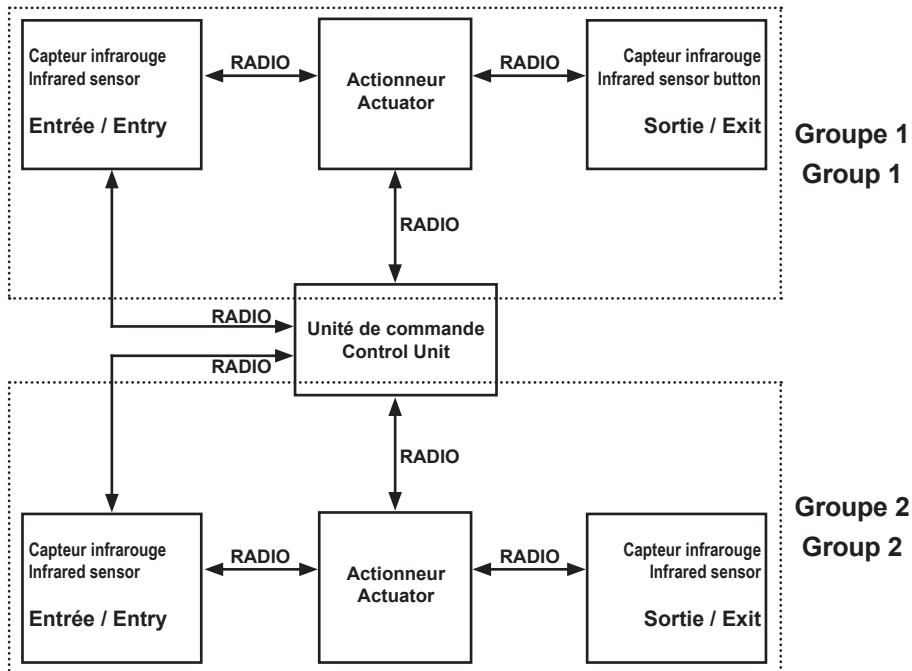 Capteur infrarouge
Infrared sensor
Entrée / Entry
RADIO
Actionneur
Actuator
RADIO
Capteur infrarouge
Infrared sensor button
Sortie / Exit
Groupe 1
Group 1
RADIO
RADIO
Unité de commande
Control Unit
RADIO
RADIO
Groupe 2
Group 2
Capteur infrarouge
Infrared sensor
Entrée / Entry
RADIO
Actionneur
Actuator
RADIO
Capteur infrarouge
Infrared sensor
Sortie / Exit